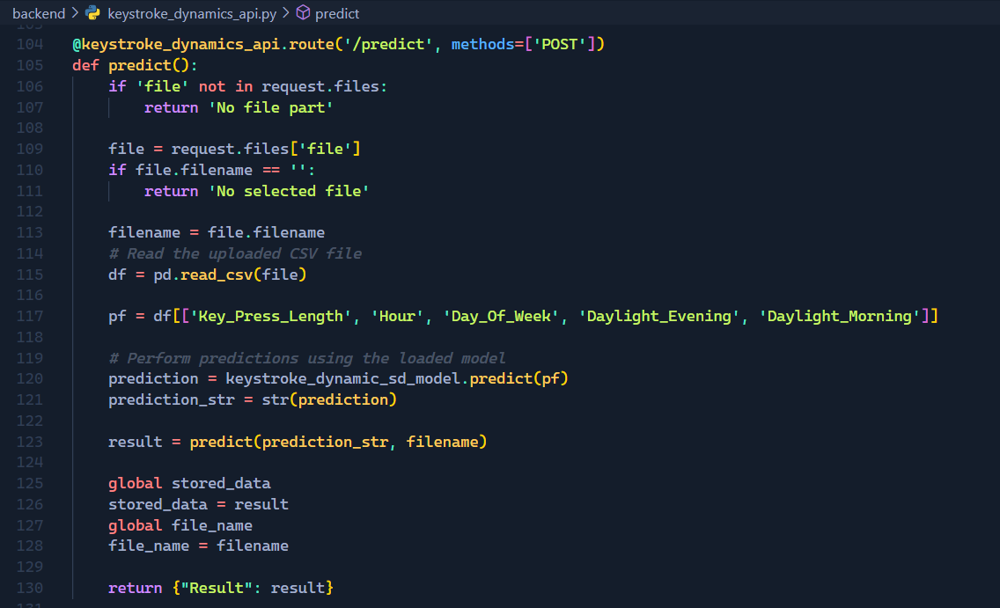 backend > keystroke_dynamics_api.py > predict
103
104 @keystroke_dynamics_api.route('/predict', methods=['POST'])
105 def predict():
106     if 'file' not in request.files:
107         return 'No file part'
108
109     file = request.files['file']
110     if file.filename == '':
111         return 'No selected file'
112
113     filename = file.filename
114     # Read the uploaded CSV file
115     df = pd.read_csv(file)
116
117     pf = df[['Key_Press_Length', 'Hour', 'Day_Of_Week', 'Daylight_Evening', 'Daylight_Morning']]
118
119     # Perform predictions using the loaded model
120     prediction = keystroke_dynamic_sd_model.predict(pf)
121     prediction_str = str(prediction)
122
123     result = predict(prediction_str, filename)
124
125     global stored_data
126     stored_data = result
127     global file_name
128     file_name = filename
129
130     return {"Result": result}
131